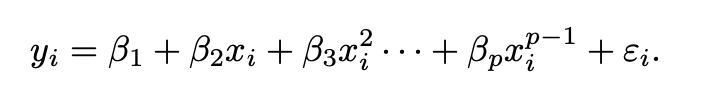 yᵢ = β₁ + β₂xᵢ + β₃xᵢ² ⋯ + βₚxᵢᵖ⁻¹ + εᵢ.